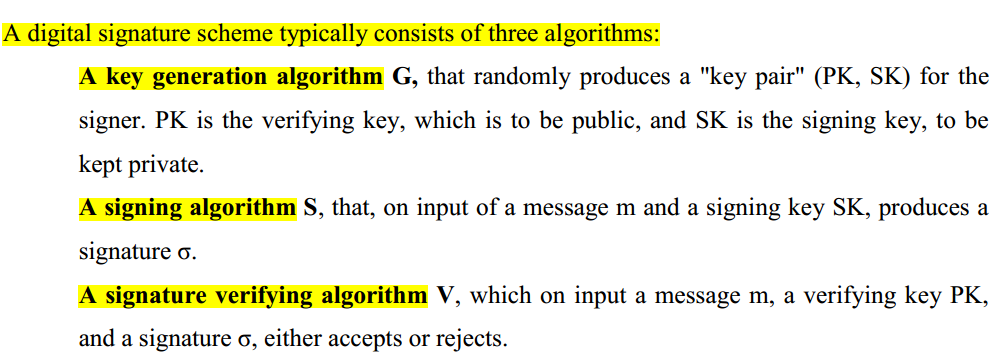 A digital signature scheme typically consists of three algorithms:
A key generation algorithm G, that randomly produces a "key pair" (PK, SK) for the
signer. PK is the verifying key, which is to be public, and SK is the signing key, to be
kept private.
A signing algorithm S, that, on input of a message m and a signing key SK, produces a
signature σ.
A signature verifying algorithm V, which on input a message m, a verifying key PK,
and a signature σ, either accepts or rejects.